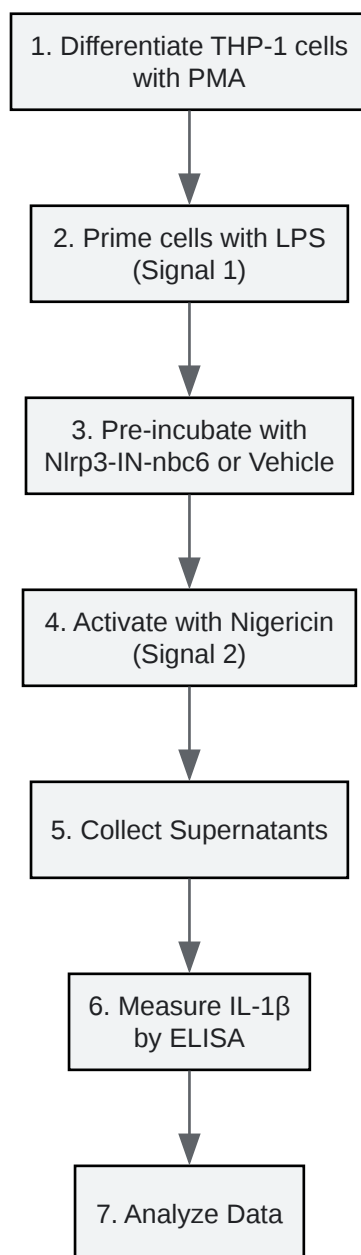 1. Differentiate THP-1 cells
with PMA
2. Prime cells with LPS
(Signal 1)
3. Pre-incubate with
Nlrp3-IN-nbc6 or Vehicle
4. Activate with Nigericin
(Signal 2)
5. Collect Supernatants
6. Measure IL-1β
by ELISA
7. Analyze Data